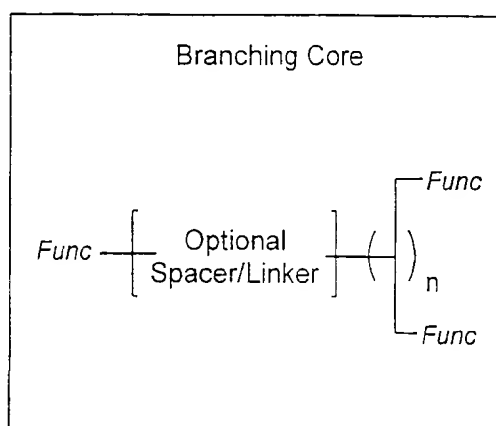 Branching Core
Func
Func
Optional
Spacer/Linker
n
Func